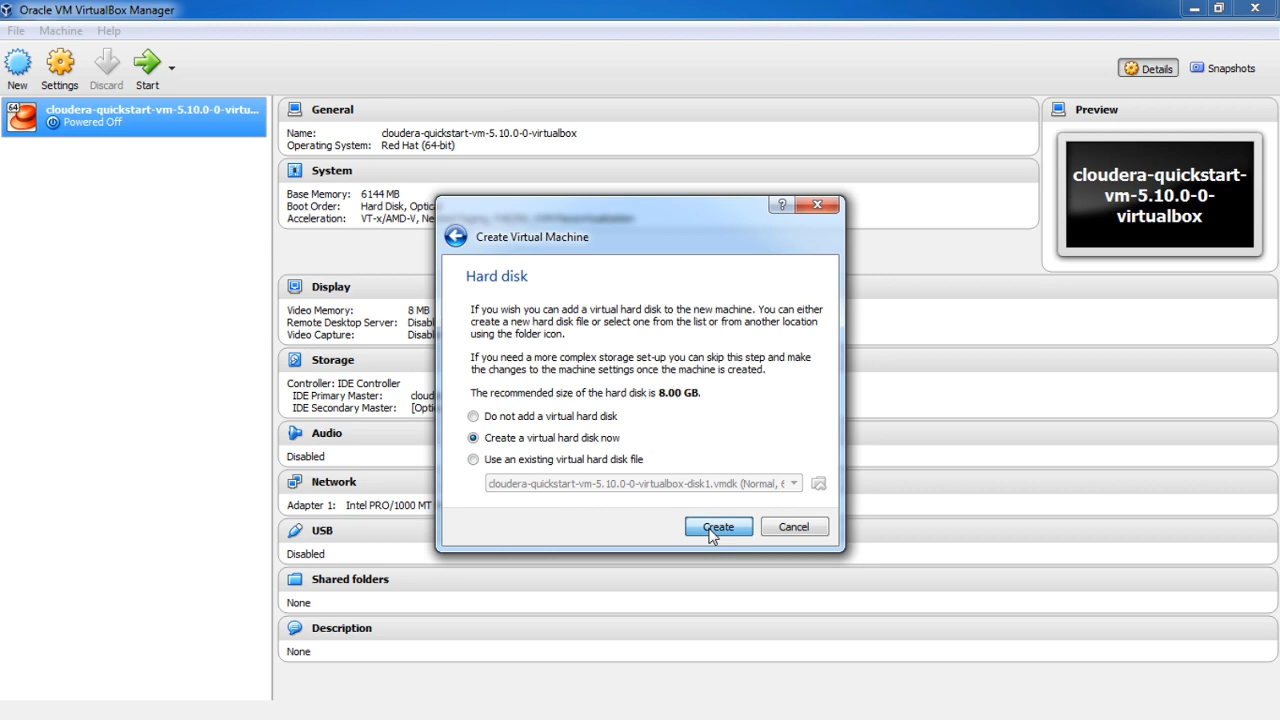 Oracle VM VirtualBox Manager
File Machine Help
New Settings Discard Start
Details Snapshots
64 cloudera-quickstart-vm-5.10.0-0-virtu...
Powered Off
General
Name: cloudera-quickstart-vm-5.10.0-0-virtualbox
Operating System: Red Hat (64-bit)
System
Base Memory: 6144 MB
Boot Order: Hard Disk, Optic
Acceleration: VT-x/AMD-V, Ne
Display
Video Memory: 8 MB
Remote Desktop Server: Disabl
Video Capture: Disabl
Storage
Controller: IDE Controller
IDE Primary Master: cloud
IDE Secondary Master: [Opti
Audio
Disabled
Network
Adapter 1: Intel PRO/1000 MT
USB
Disabled
Shared folders
None
Description
None
Preview
cloudera-quickstart-
vm-5.10.0-0-
virtualbox
?
Create Virtual Machine
Hard disk
If you wish you can add a virtual hard disk to the new machine. You can either
create a new hard disk file or select one from the list or from another location
using the folder icon.
If you need a more complex storage set-up you can skip this step and make
the changes to the machine settings once the machine is created.
The recommended size of the hard disk is 8.00 GB.
Do not add a virtual hard disk
Create a virtual hard disk now
Use an existing virtual hard disk file
cloudera-quickstart-vm-5.10.0-0-virtualbox-disk1.vmdk (Normal, 6
Create Cancel